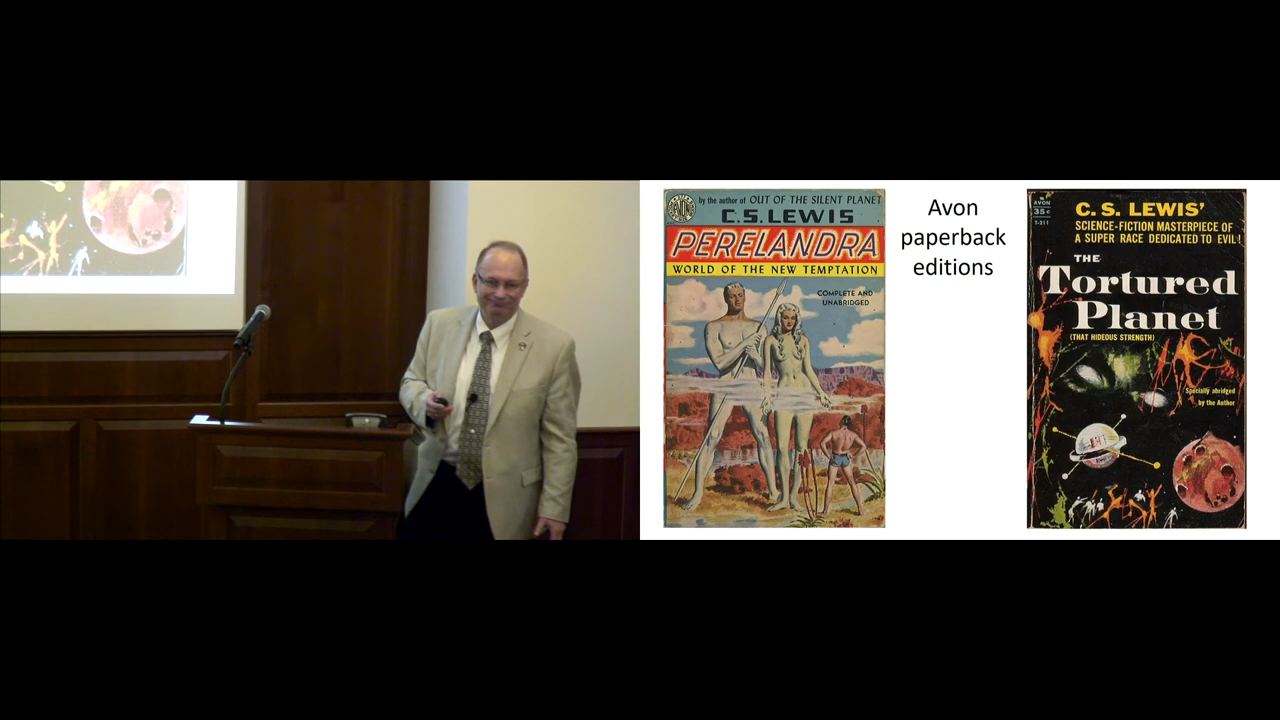 by the author of OUT OF THE SILENT PLANET
C.S. LEWIS
PERELANDRA
WORLD OF THE NEW TEMPTATION
COMPLETE AND
UNABRIDGED
Avon
paperback
editions
AVON
35¢
T-211
C. S. LEWIS'
SCIENCE-FICTION MASTERPIECE OF
A SUPER RACE DEDICATED TO EVIL!
THE
Tortured
Planet
(THAT HIDEOUS STRENGTH)
Specially abridged
by the Author